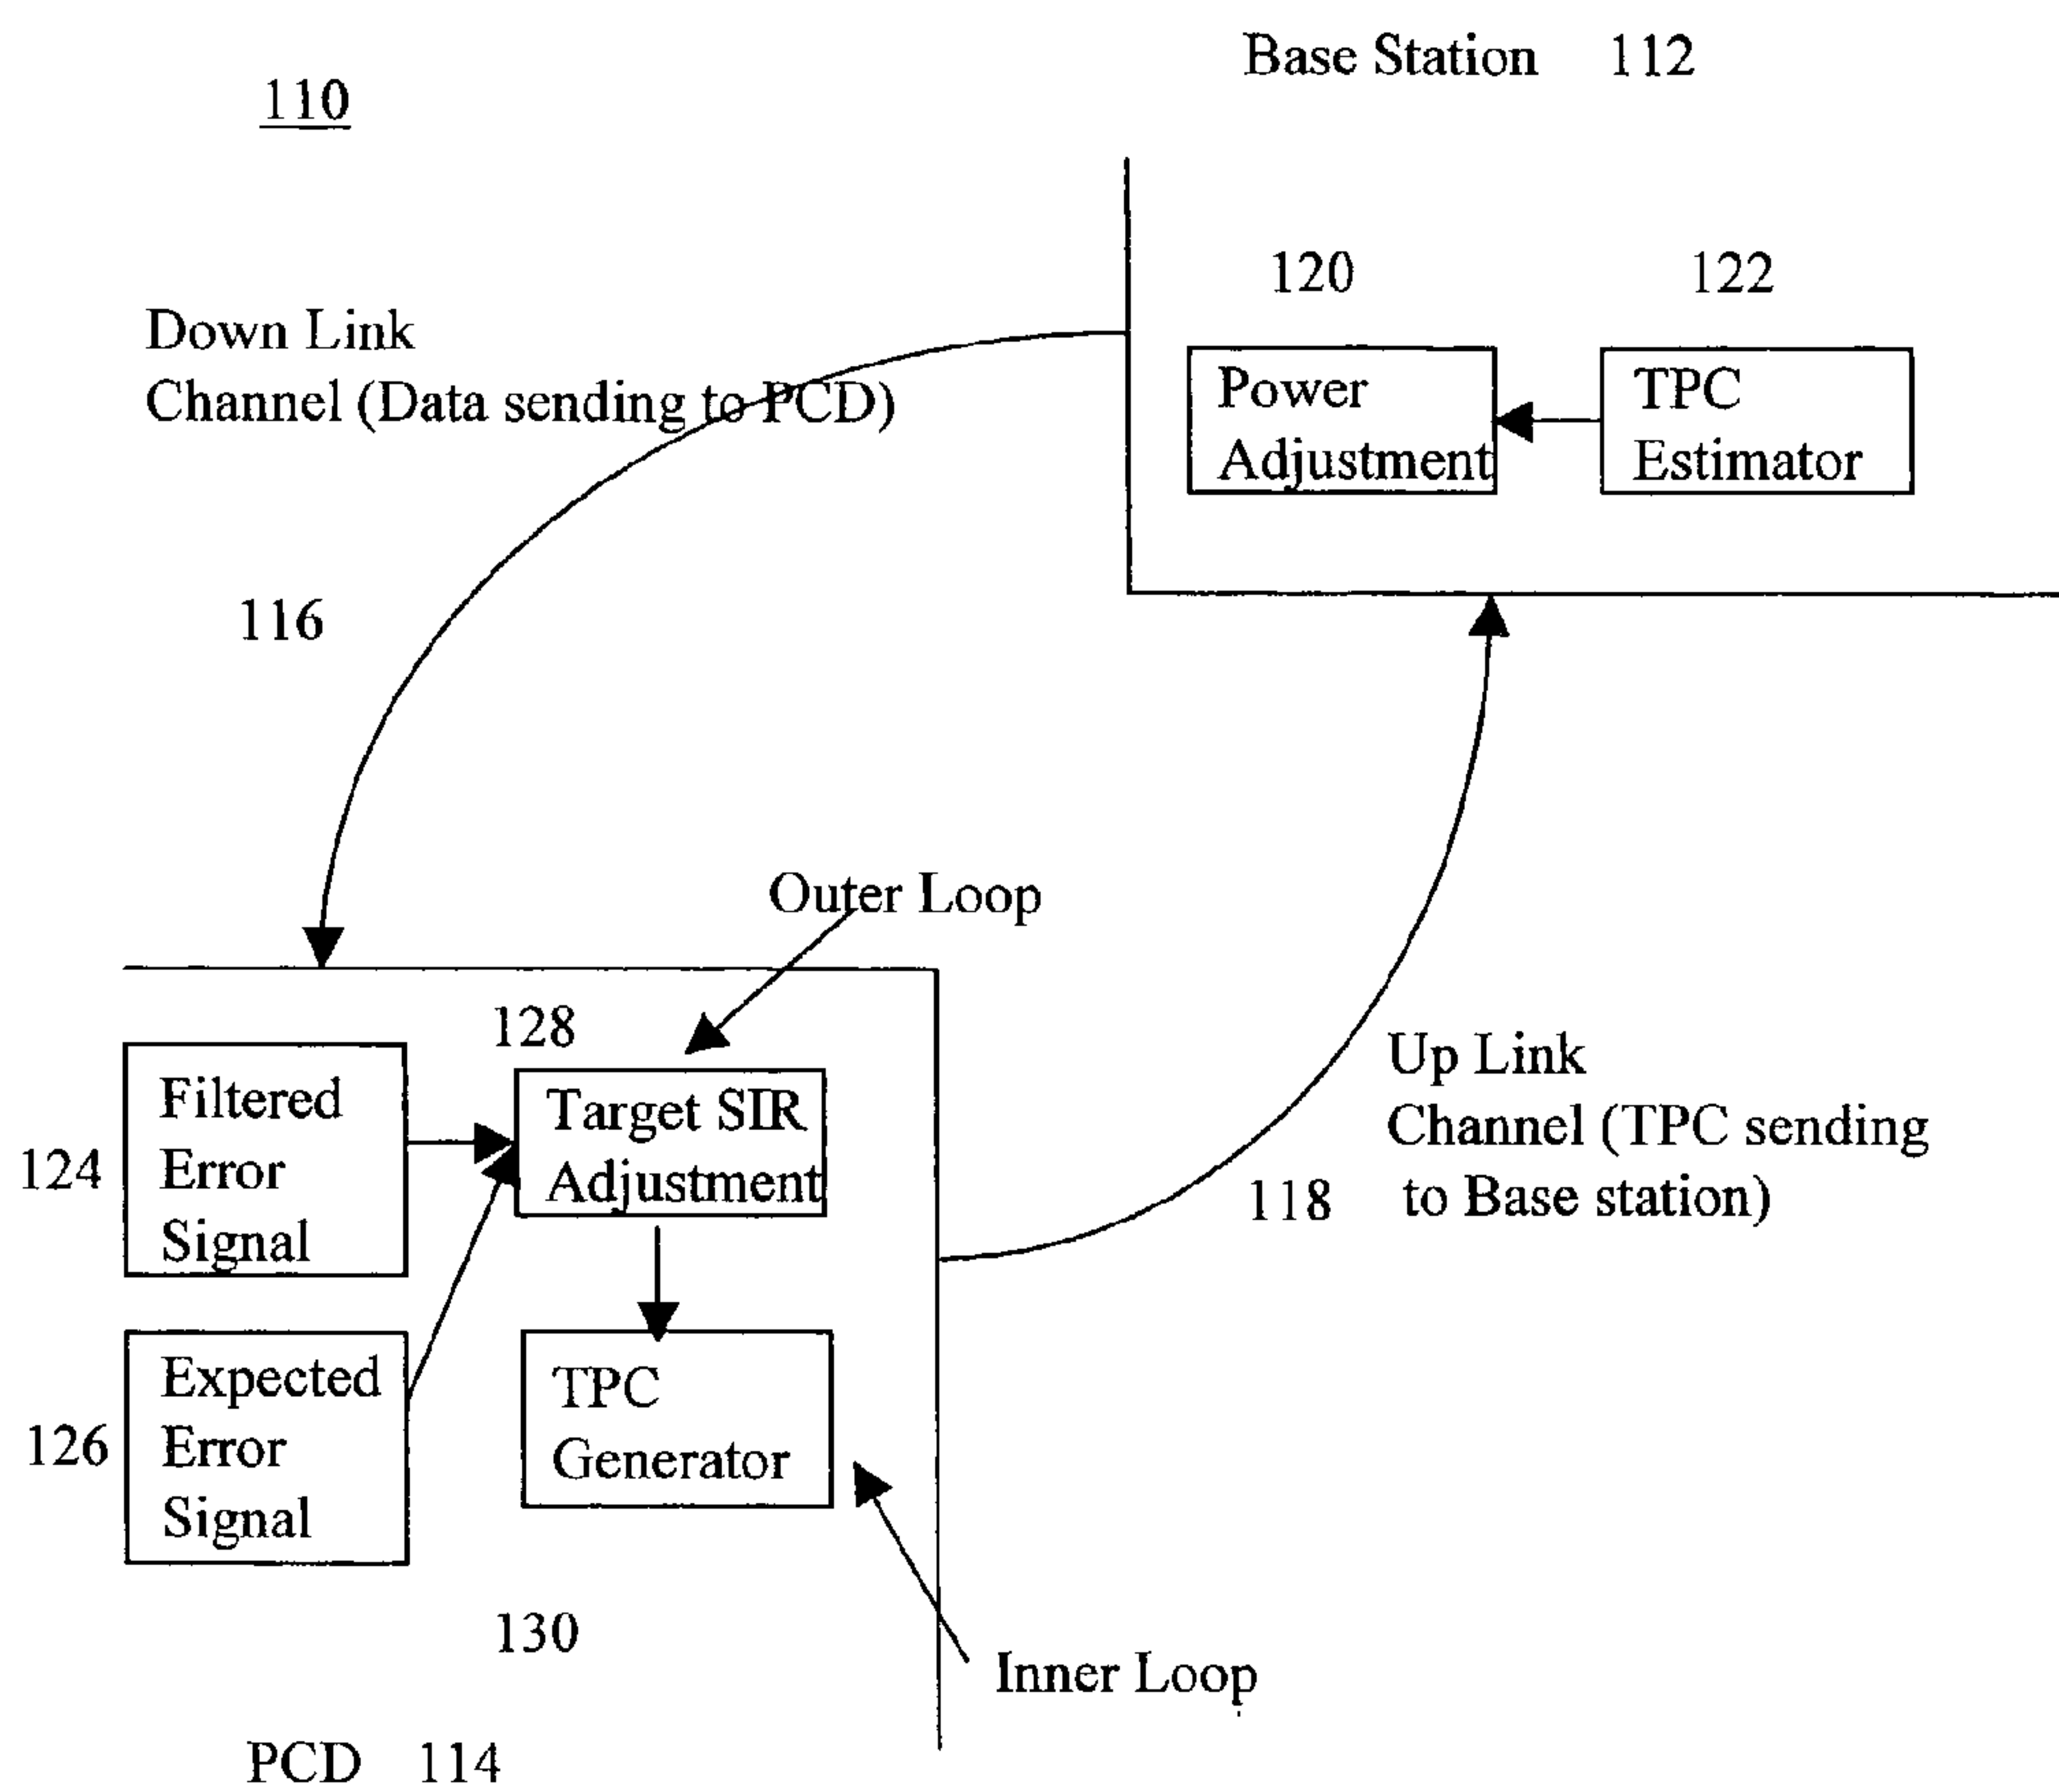 Base Station 112
110
120
122
Down Link
Channel (Data sending to PCD)
Power
Adjustment
TPC
Estimator
116
Outer Loop
128
Filtered
Error
Signal
124
Target SIR
Adjustment
Up Link
Channel (TPC sending
to Base station)
118
Expected
Error
Signal
126
TPC
Generator
130
Inner Loop
PCD 114